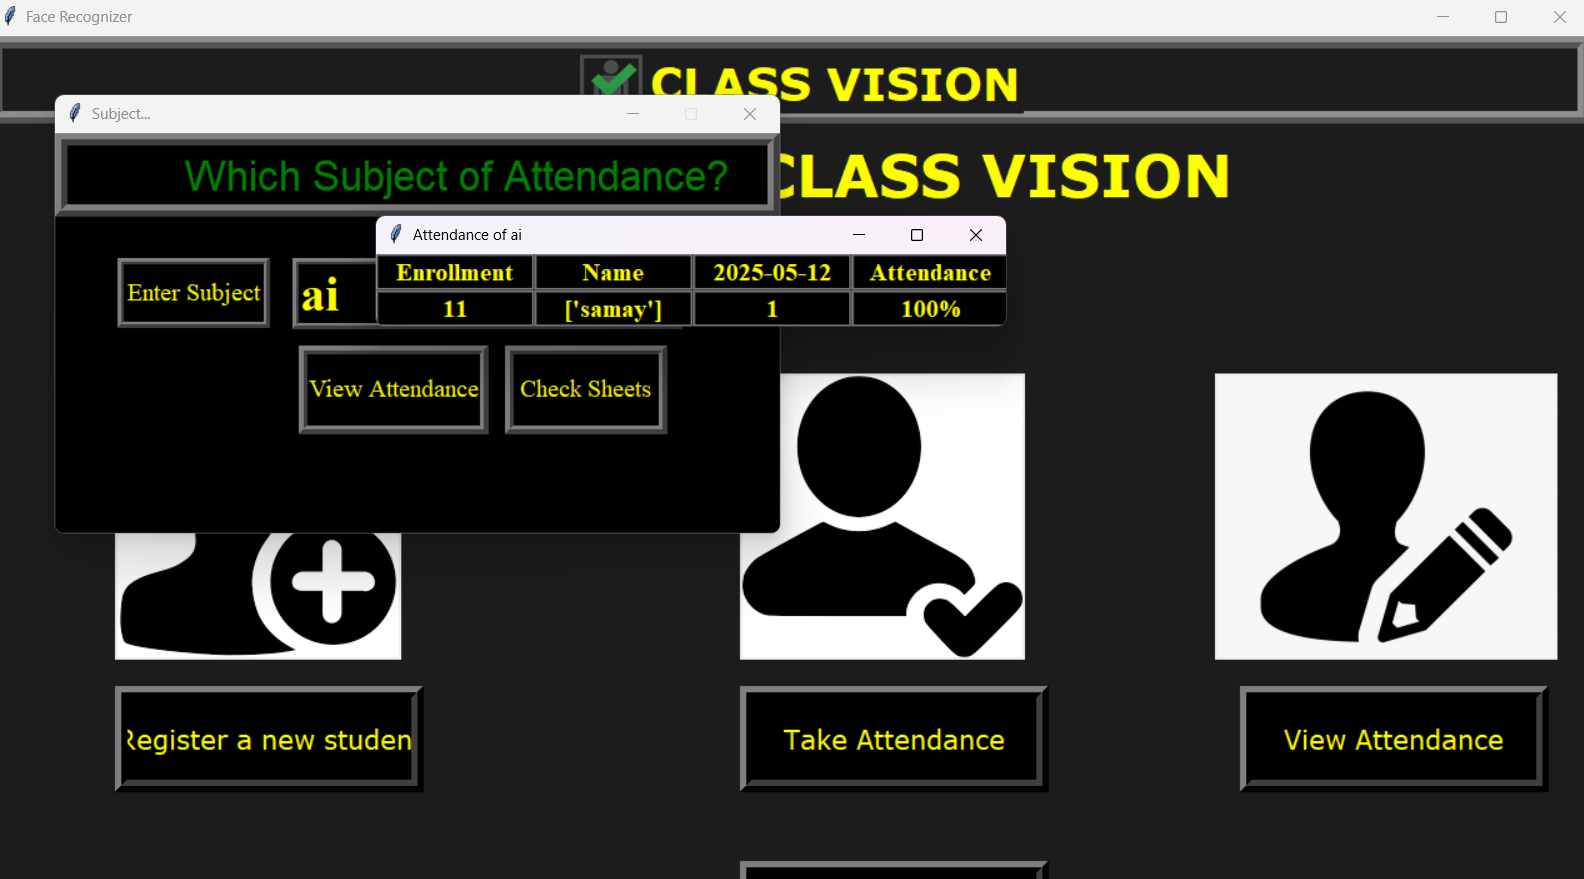 Face Recognizer
CLASS VISION
Subject...
Which Subject of Attendance?
CLASS VISION
Attendance of ai
Enrollment Name 2025-05-12 Attendance
11 ['samay'] 1 100%
Enter Subject ai
View Attendance Check Sheets
Register a new studen
Take Attendance
View Attendance